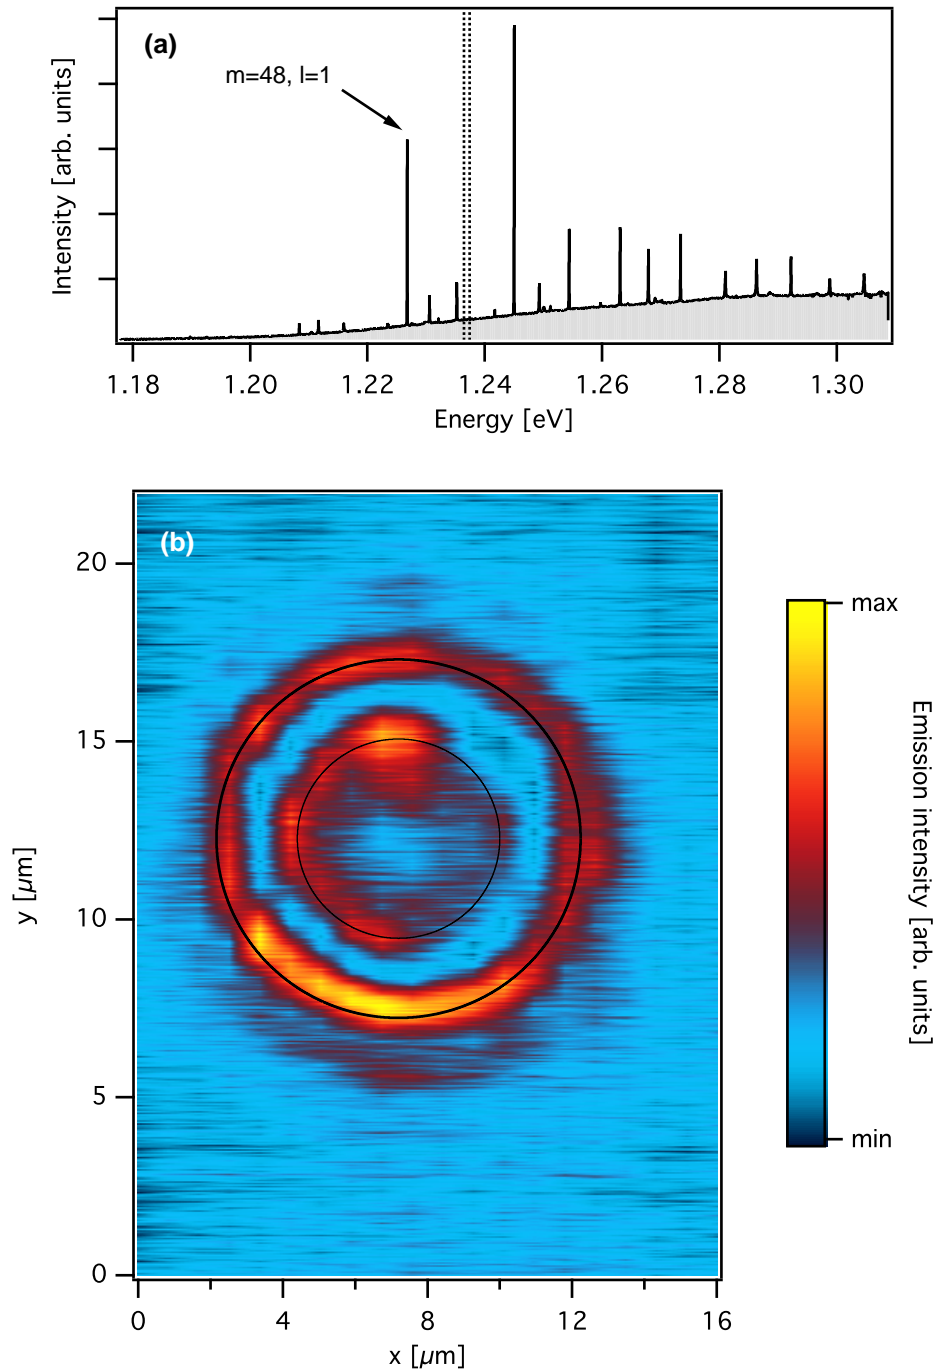 (a)
m=48, l=1
Intensity [arb. units]
1.18 1.20 1.22 1.24 1.26 1.28 1.30
Energy [eV]
(b)
20
15
10
5
0
y [µm]
0 4 8 12 16
x [µm]
max
min
Emission intensity [arb. units]